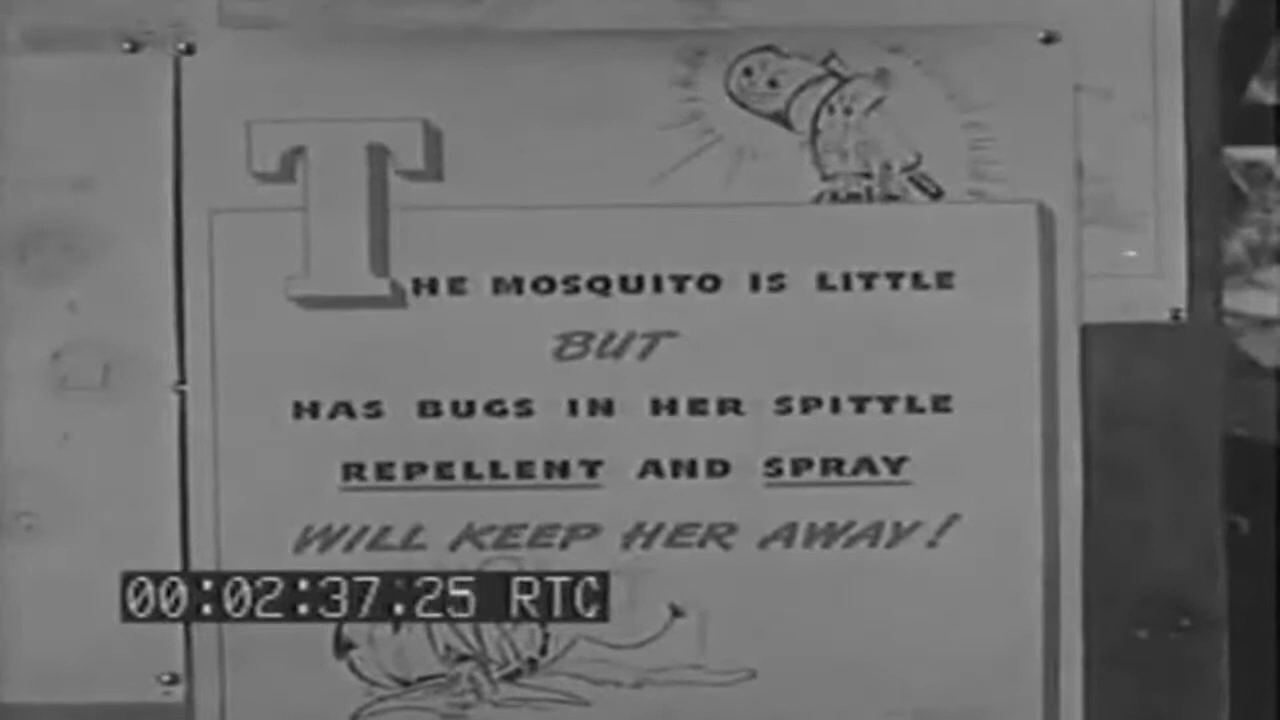 THE MOSQUITO IS LITTLE
BUT
HAS BUGS IN HER SPITTLE
REPELLENT AND SPRAY
WILL KEEP HER AWAY!
00:02:37:25 RTC